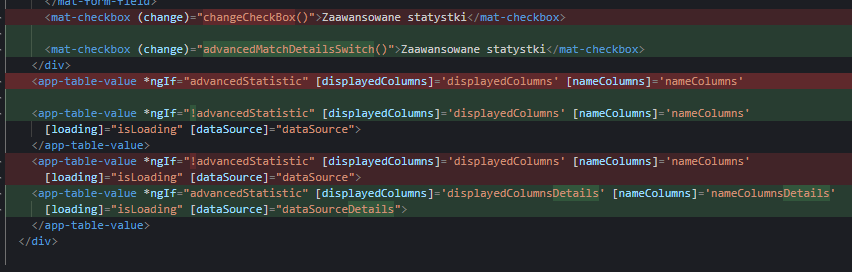 </mat-form-field>
<mat-checkbox (change)="changeCheckBox()">Zaawansowane statystki</mat-checkbox>
<mat-checkbox (change)="advancedMatchDetailsSwitch()">Zaawansowane statystki</mat-checkbox>
</div>
<app-table-value *ngIf="advancedStatistic" [displayedColumns]='displayedColumns' [nameColumns]='nameColumns'
<app-table-value *ngIf="!advancedStatistic" [displayedColumns]='displayedColumns' [nameColumns]='nameColumns'
[loading]="isLoading" [dataSource]="dataSource">
</app-table-value>
<app-table-value *ngIf="!advancedStatistic" [displayedColumns]='displayedColumns' [nameColumns]='nameColumns'
[loading]="isLoading" [dataSource]="dataSource">
<app-table-value *ngIf="advancedStatistic" [displayedColumns]='displayedColumnsDetails' [nameColumns]='nameColumnsDetails'
[loading]="isLoading" [dataSource]="dataSourceDetails">
</app-table-value>
</div>